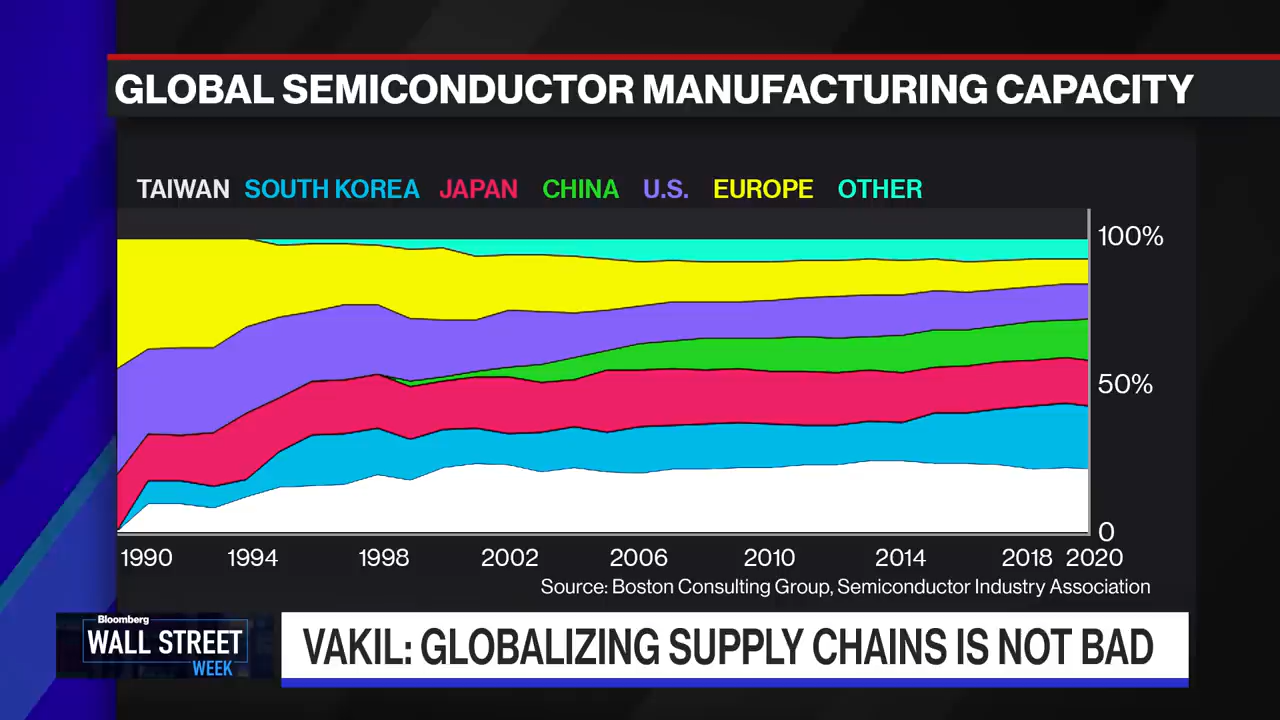 GLOBAL SEMICONDUCTOR MANUFACTURING CAPACITY
TAIWAN SOUTH KOREA JAPAN CHINA U.S. EUROPE OTHER
100%
50%
0
1990 1994 1998 2002 2006 2010 2014 2018 2020
Source: Boston Consulting Group, Semiconductor Industry Association
Bloomberg
WALL STREET
WEEK
VAKIL: GLOBALIZING SUPPLY CHAINS IS NOT BAD